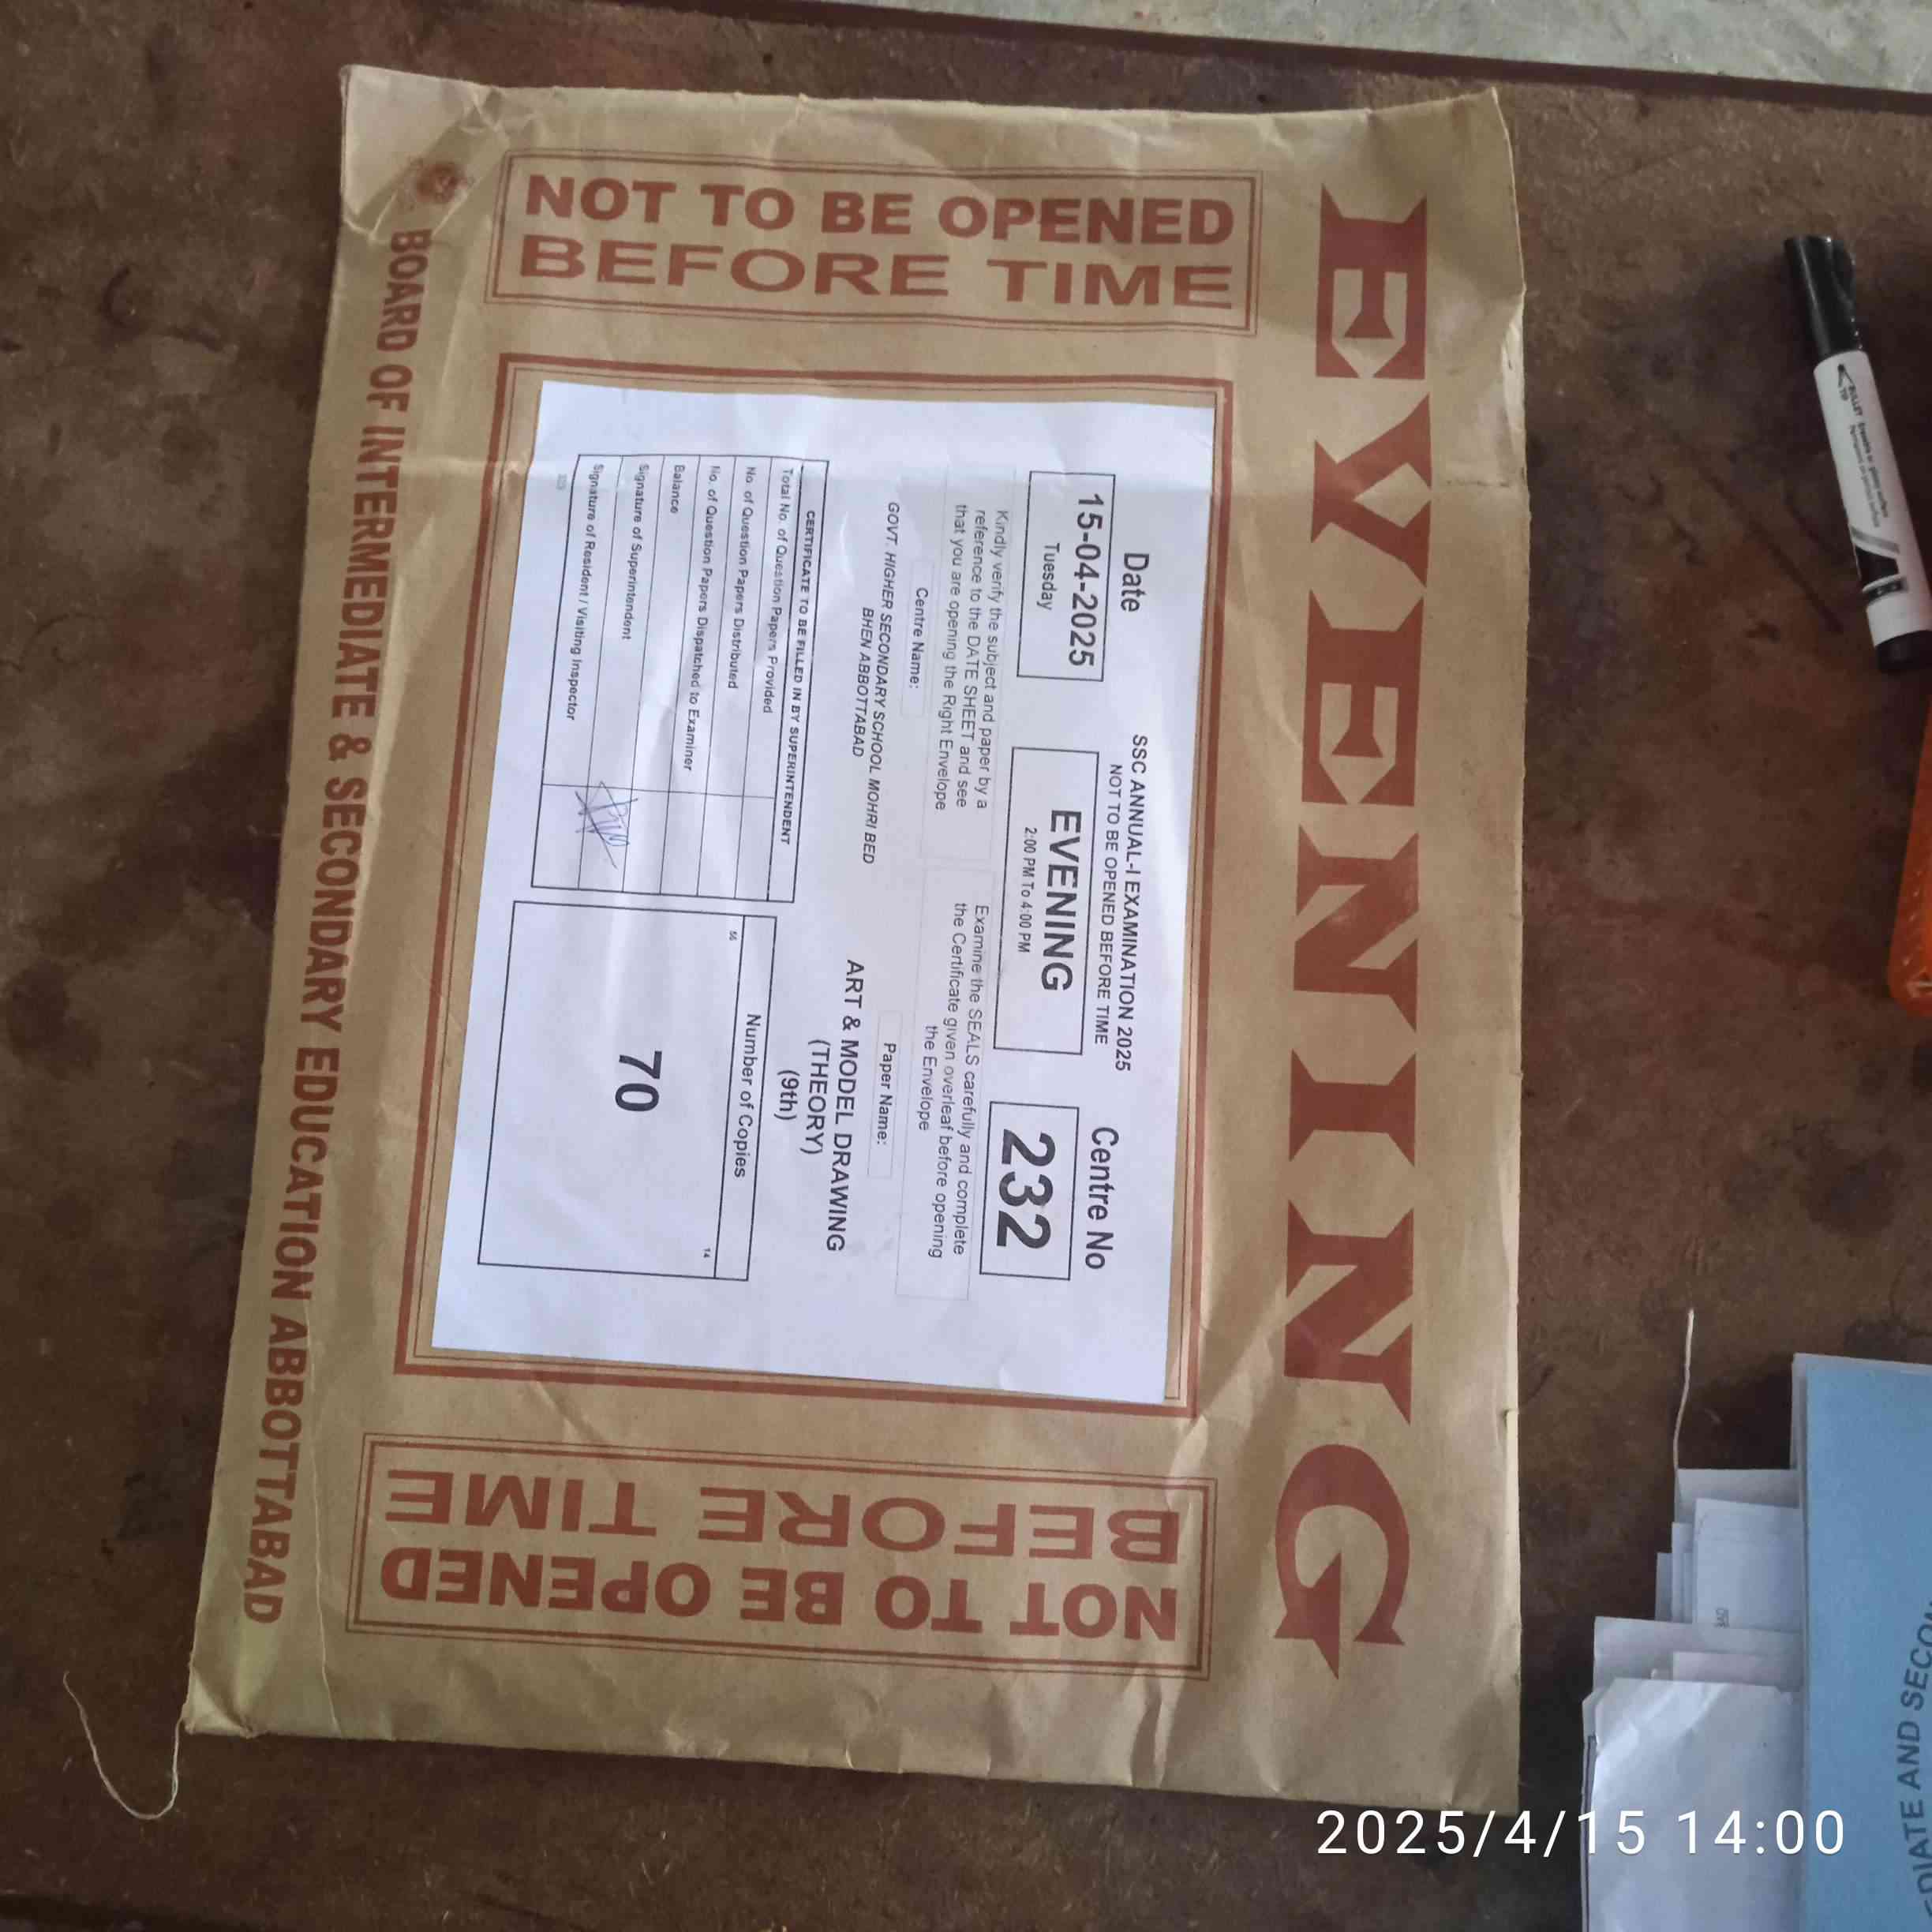 EVENING
NOT TO BE OPENED
BEFORE TIME
SSC ANNUAL-I EXAMINATION 2025
NOT TO BE OPENED BEFORE TIME
Date
15-04-2025
Tuesday
EVENING
2:00 PM To 4:00 PM
Centre No
232
Kindly verify the subject and paper by a
reference to the DATE SHEET and see
that you are opening the Right Envelope
Examine the SEALS carefully and complete
the Certificate given overleaf before opening
the Envelope
Centre Name:
GOVT. HIGHER SECONDARY SCHOOL MOHRI BED
BHEN ABBOTTABAD
Paper Name:
ART & MODEL DRAWING
(THEORY)
(9th)
CERTIFICATE TO BE FILLED IN BY SUPERINTENDENT
Total No. of Question Papers Provided
No. of Question Papers Distributed
No. of Question Papers Dispatched to Examiner
Balance
Signature of Superintendent
Signature of Resident / Visiting Inspector
Number of Copies
56
14
70
NOT TO BE OPENED
BEFORE TIME
BOARD OF INTERMEDIATE & SECONDARY EDUCATION ABBOTTABAD
BULLET
TIP
DIATE AND SECON
2025/4/15 14:00